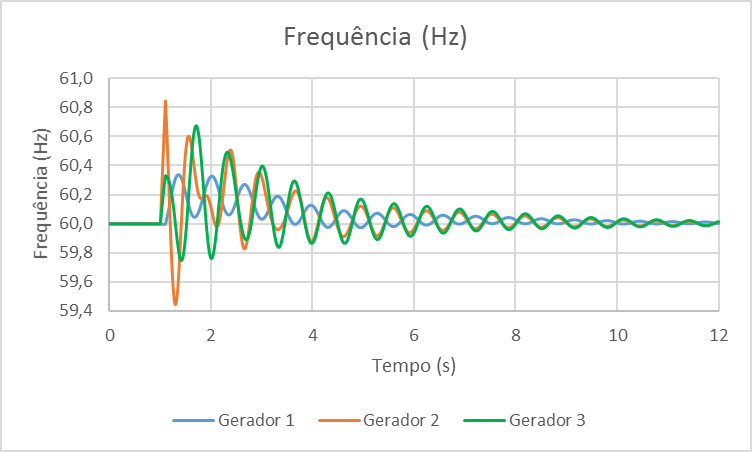 Frequência (Hz)
61,0
60,8
60,6
60,4
60,2
60,0
59,8
59,6
59,4
Frequência (Hz)
0 2 4 6 8 10 12
Tempo (s)
Gerador 1 Gerador 2 Gerador 3